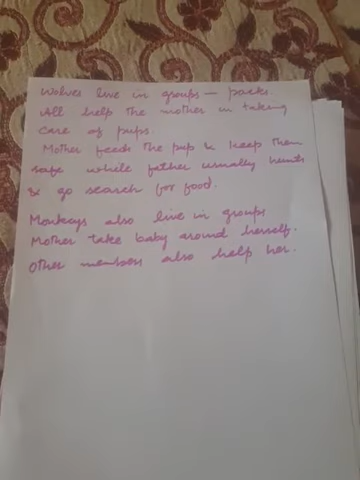 Wolves live in groups — packs
All help the mother in taking
care of pups.
Mother feeds the pup & keep them
safe while father usually hunts
& go search for food.
Monkeys also live in groups
Mother take baby around herself.
Other members also help her.